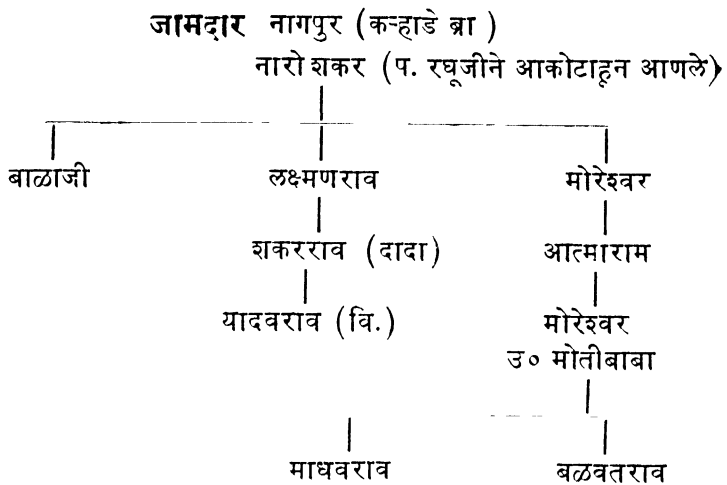 जामदार नागपुर (कऱ्हाडे ब्रा )
नारो शकर (प. रघूजीने आकोटाहून आणले)
बाळाजी लक्ष्मणराव मोरेश्वर
शकरराव (दादा) आत्माराम
यादवराव (वि.) मोरेश्वर
उ० मोतीबाबा
माधवराव बळवतराव